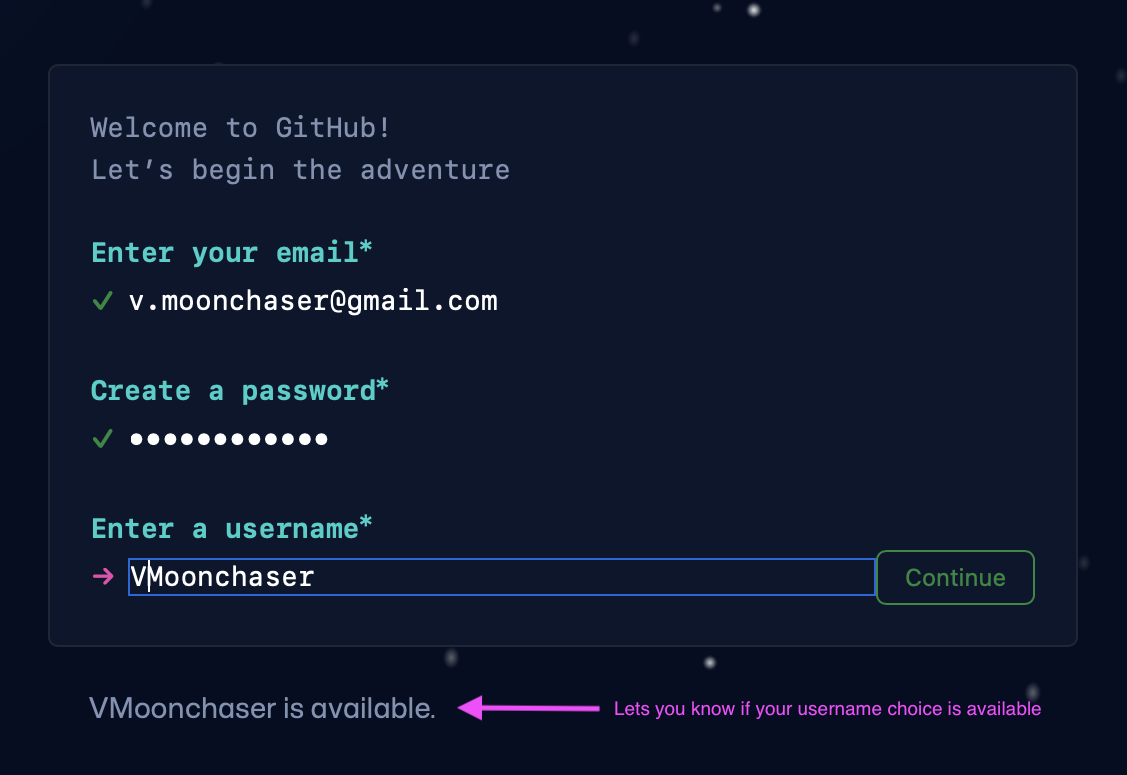 Welcome to GitHub!
Let’s begin the adventure
Enter your email*
v.moonchaser@gmail.com
Create a password*
••••••••••••
Enter a username*
VMoonchaser
Continue
VMoonchaser is available.
Lets you know if your username choice is available